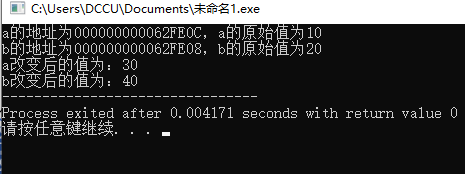 C:\Users\DCCU\Documents\未命名1.exe
a的地址为000000000062FE0C，a的原始值为10
b的地址为000000000062FE08，b的原始值为20
a改变后的值为：30
b改变后的值为：40
--------------------------------
Process exited after 0.004171 seconds with return value 0
请按任意键继续. . .